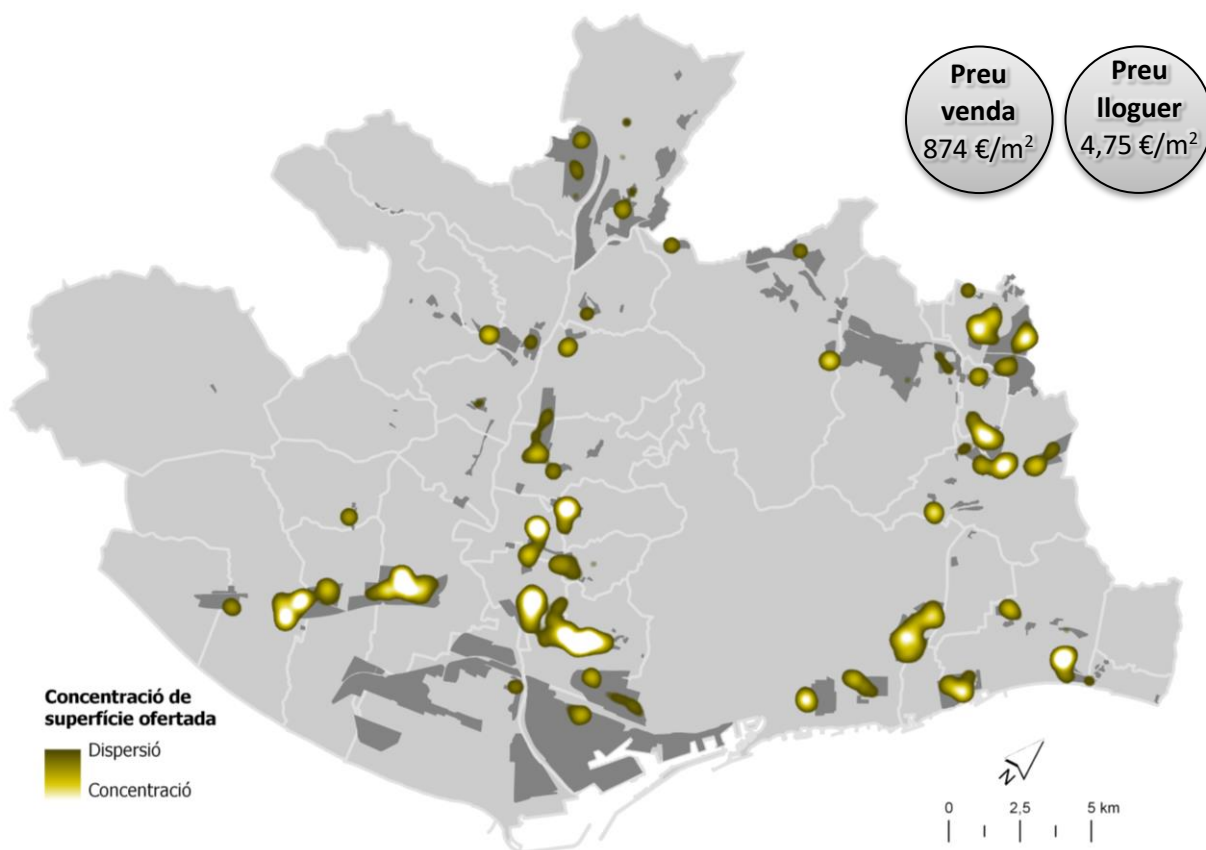 Preu
venda
874 €/m²
Preu
lloguer
4,75 €/m²
Concentració de
superfície ofertada
Dispersió
Concentració
N
0 2,5 5 km